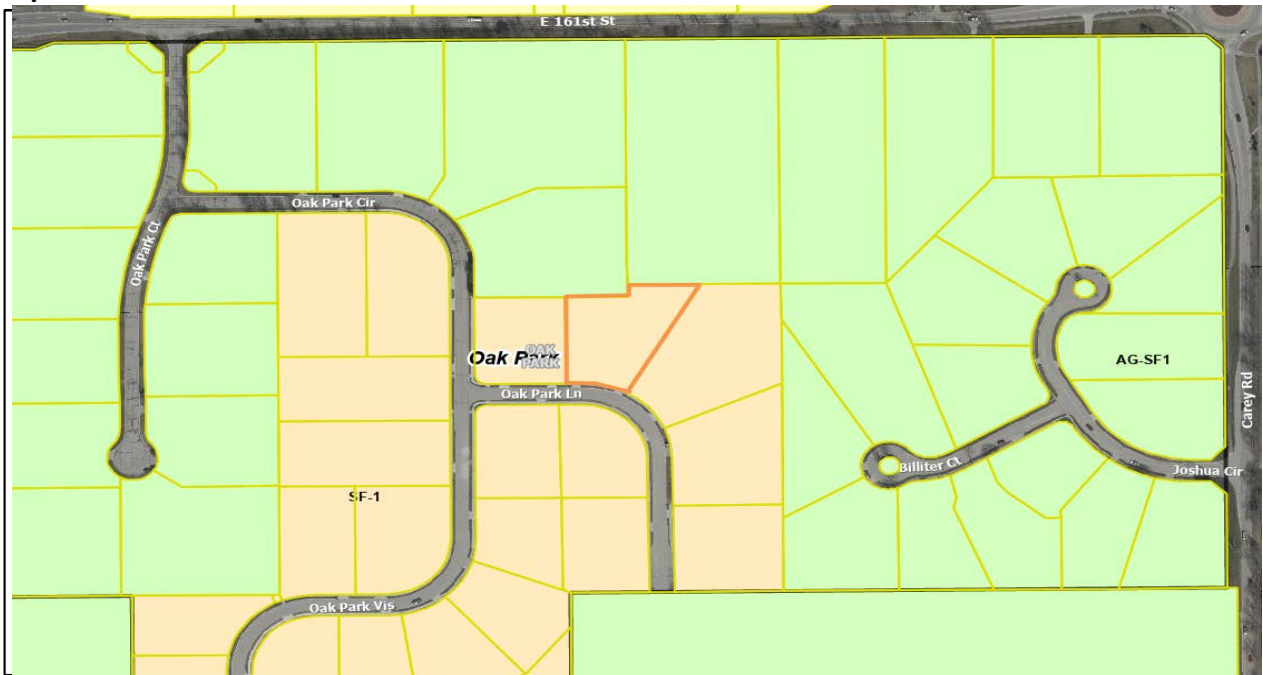 E 161st St
Oak Park Cir
Oak Park Ct
Oak Park
OAK
PARK
AG-SF1
Oak Park Ln
Carey Rd
Billiter Ct
Joshua Cir
SF-1
Oak Park Vis